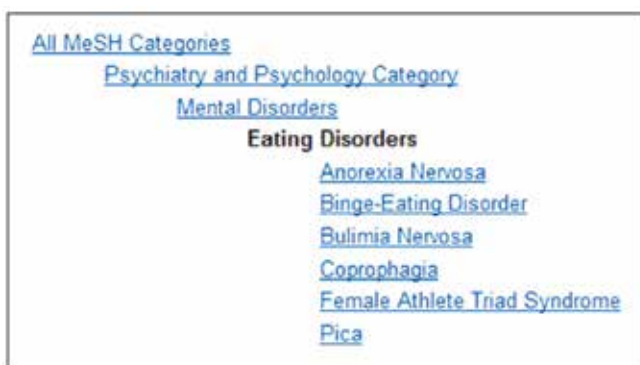 All MeSH Categories
Psychiatry and Psychology Category
Mental Disorders
Eating Disorders
Anorexia Nervosa
Binge-Eating Disorder
Bulimia Nervosa
Coprophagia
Female Athlete Triad Syndrome
Pica